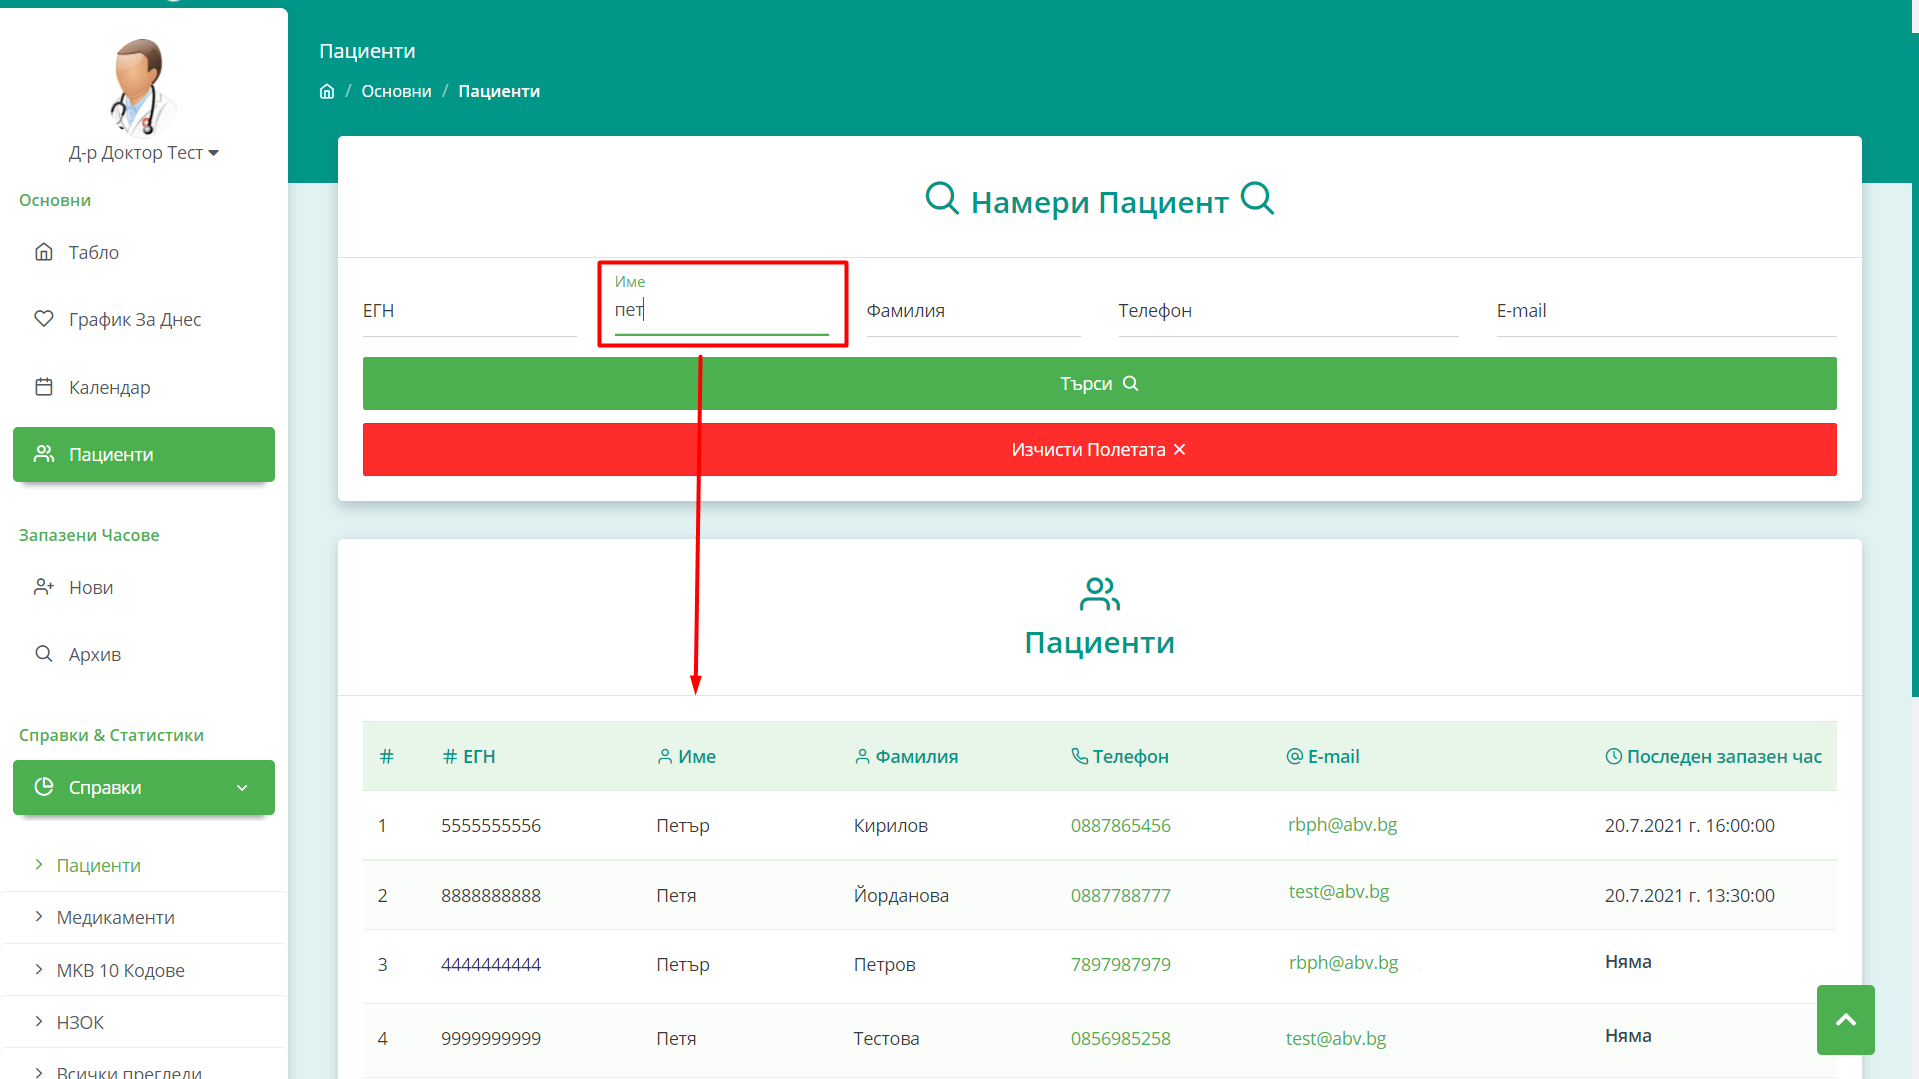 Д-р Доктор Тест
Основни
Табло
График За Днес
Календар
Пациенти
Запазени Часове
Нови
Архив
Справки & Статистики
Справки
Пациенти
Медикаменти
МКВ 10 Кодове
НЗОК
Всички прегледи
Пациенти
/ Основни / Пациенти
Намери Пациент
ЕГН
Име
пет
Фамилия
Телефон
E-mail
Търси
Изчисти Полетата ×
Пациенти
# # ЕГН Име Фамилия Телефон E-mail Последен запазен час
1 5555555556 Петър Кирилов 0887865456 rbph@abv.bg 20.7.2021 г. 16:00:00
2 8888888888 Петя Йорданова 0887788777 test@abv.bg 20.7.2021 г. 13:30:00
3 4444444444 Петър Петров 7897987979 rbph@abv.bg Няма
4 9999999999 Петя Тестова 0856985258 test@abv.bg Няма